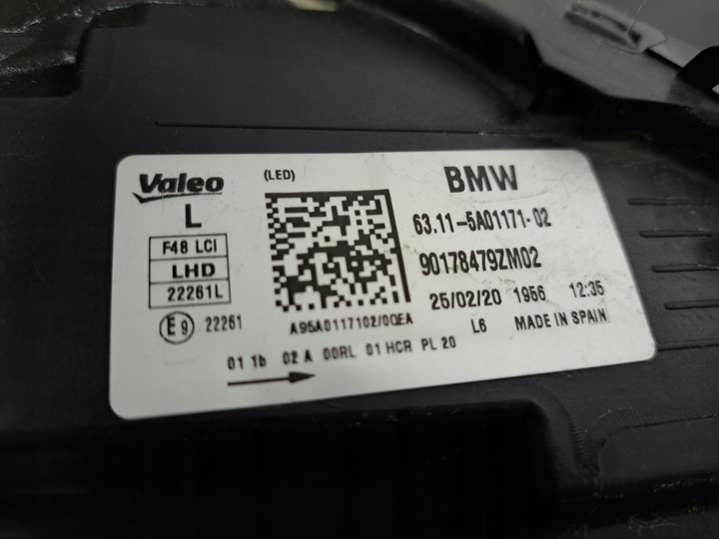 Valeo (LED) BMW
L
63.11-5A01171-02
F48 LCI
LHD
22261L
90178479ZM02
25/02/20 1956 12:35
E9 22261
A95A0117102/0QEA
L6 MADE IN SPAIN
01 1b 02 A 00RL 01 HCR PL 20